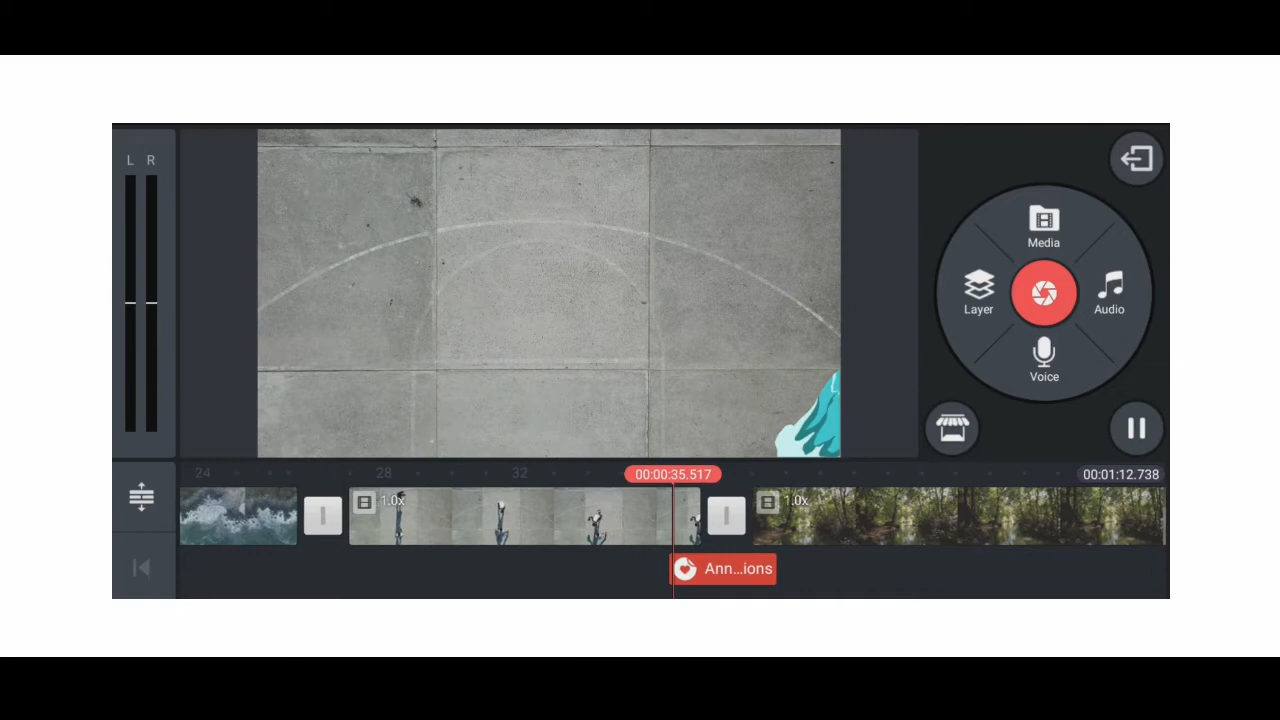 L R
Media
Layer
Audio
Voice
24 28 32 00:00:35.517 00:01:12.738
1.0x 1.0x
Ann...ions